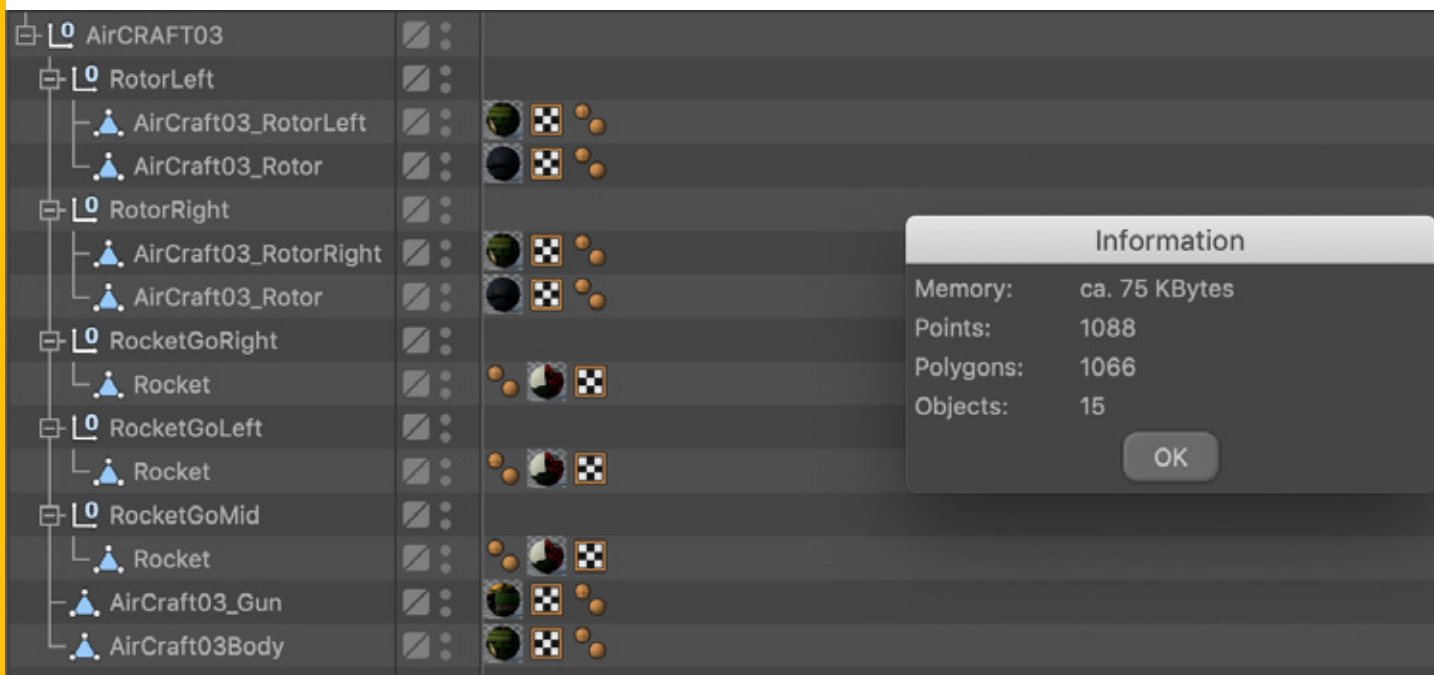 AirCRAFT03
RotorLeft
AirCraft03_RotorLeft
AirCraft03_Rotor
RotorRight
AirCraft03_RotorRight
AirCraft03_Rotor
RocketGoRight
Rocket
RocketGoLeft
Rocket
RocketGoMid
Rocket
AirCraft03_Gun
AirCraft03Body
Information
Memory: ca. 75 KBytes
Points: 1088
Polygons: 1066
Objects: 15
OK